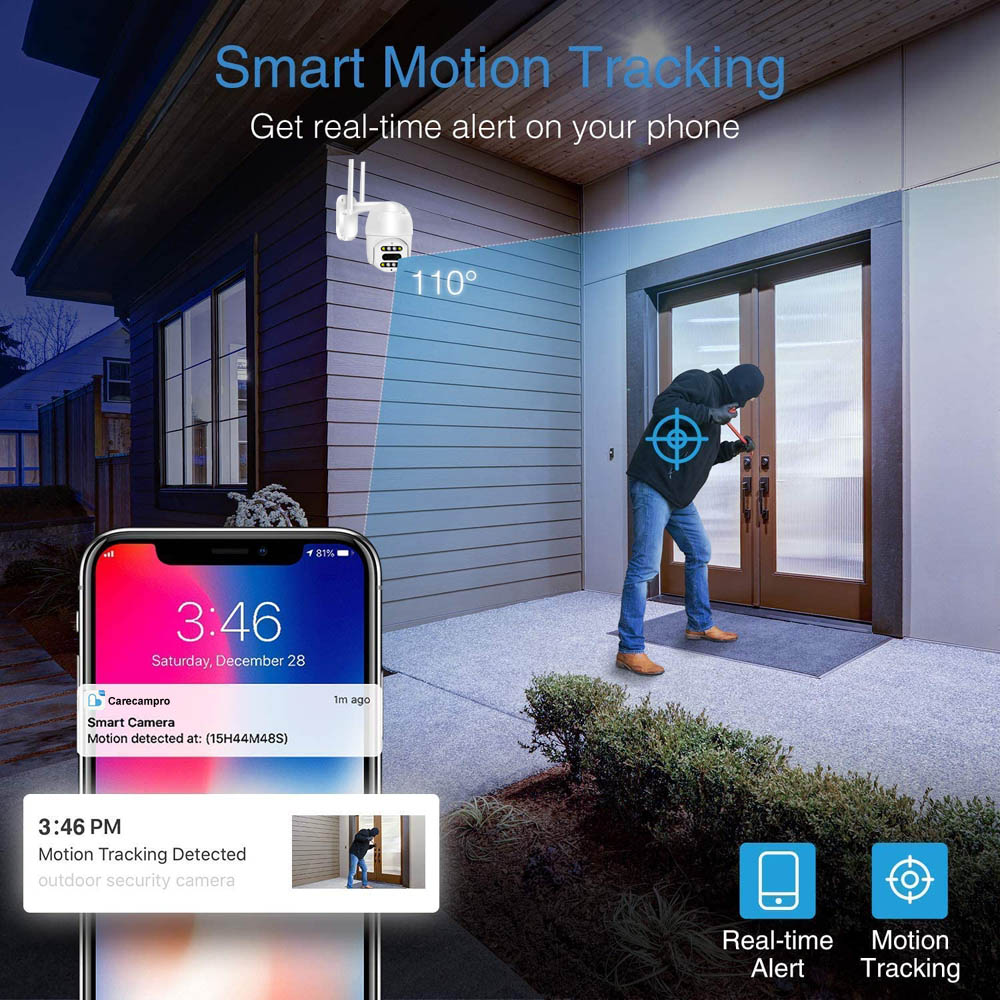 Smart Motion Tracking
Get real-time alert on your phone
110°
81%
3:46
Saturday, December 28
Carecampro
1m ago
Smart Camera
Motion detected at: (15H44M48S)
3:46 PM
Motion Tracking Detected
outdoor security camera
Real-time
Alert
Motion
Tracking